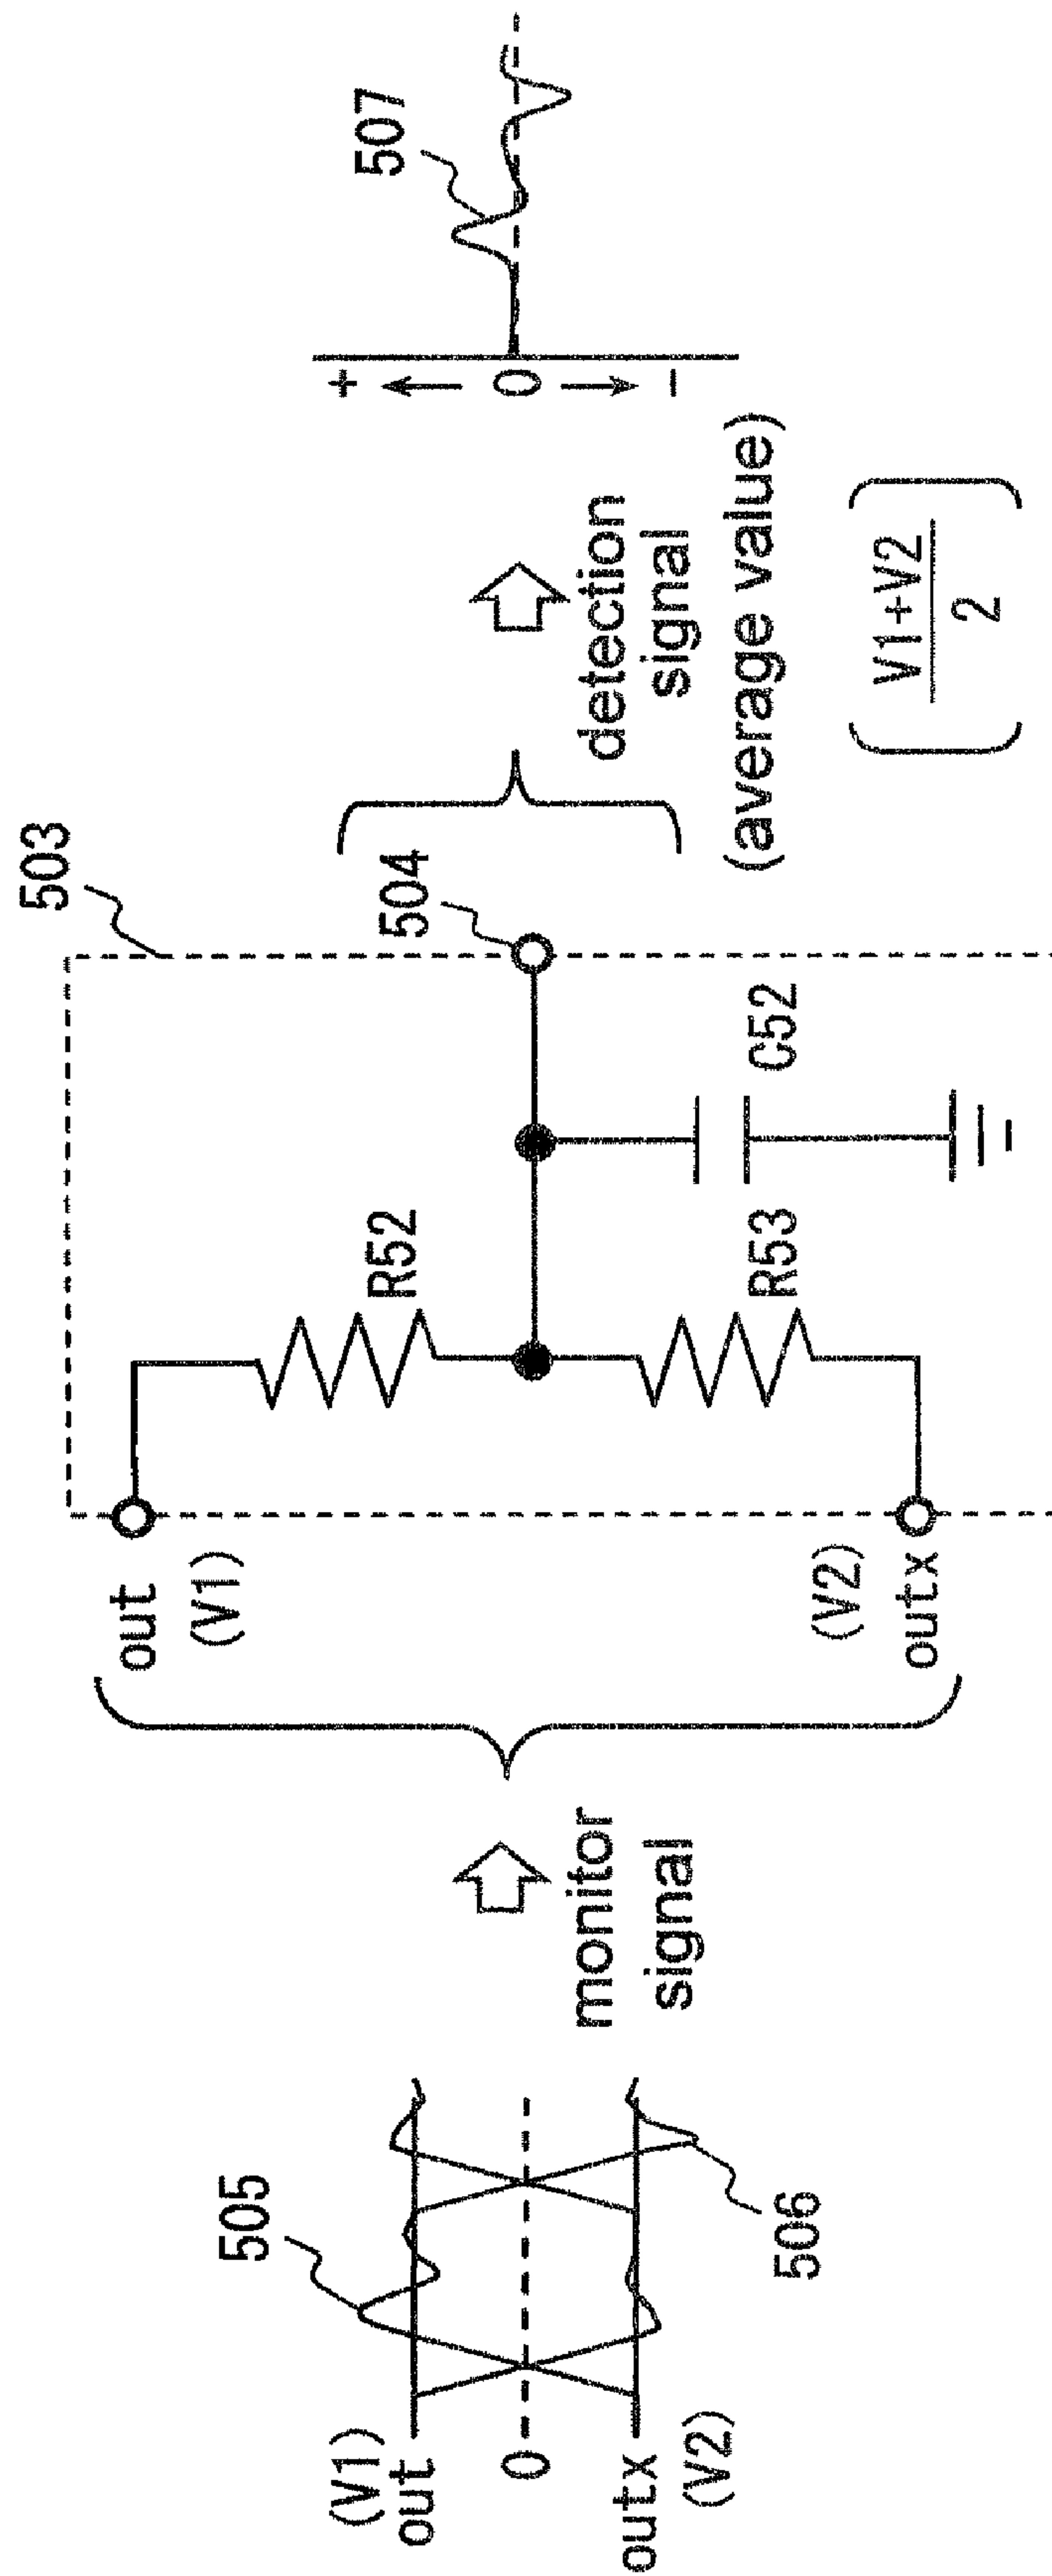 (V1)
out
0
outx
(V2)
505
506
monitor
signal
out
(V1)
(V2)
outx
503
R52
R53
C52
504
detection
signal
(average value)
V1+V2
2
+
0
−
507